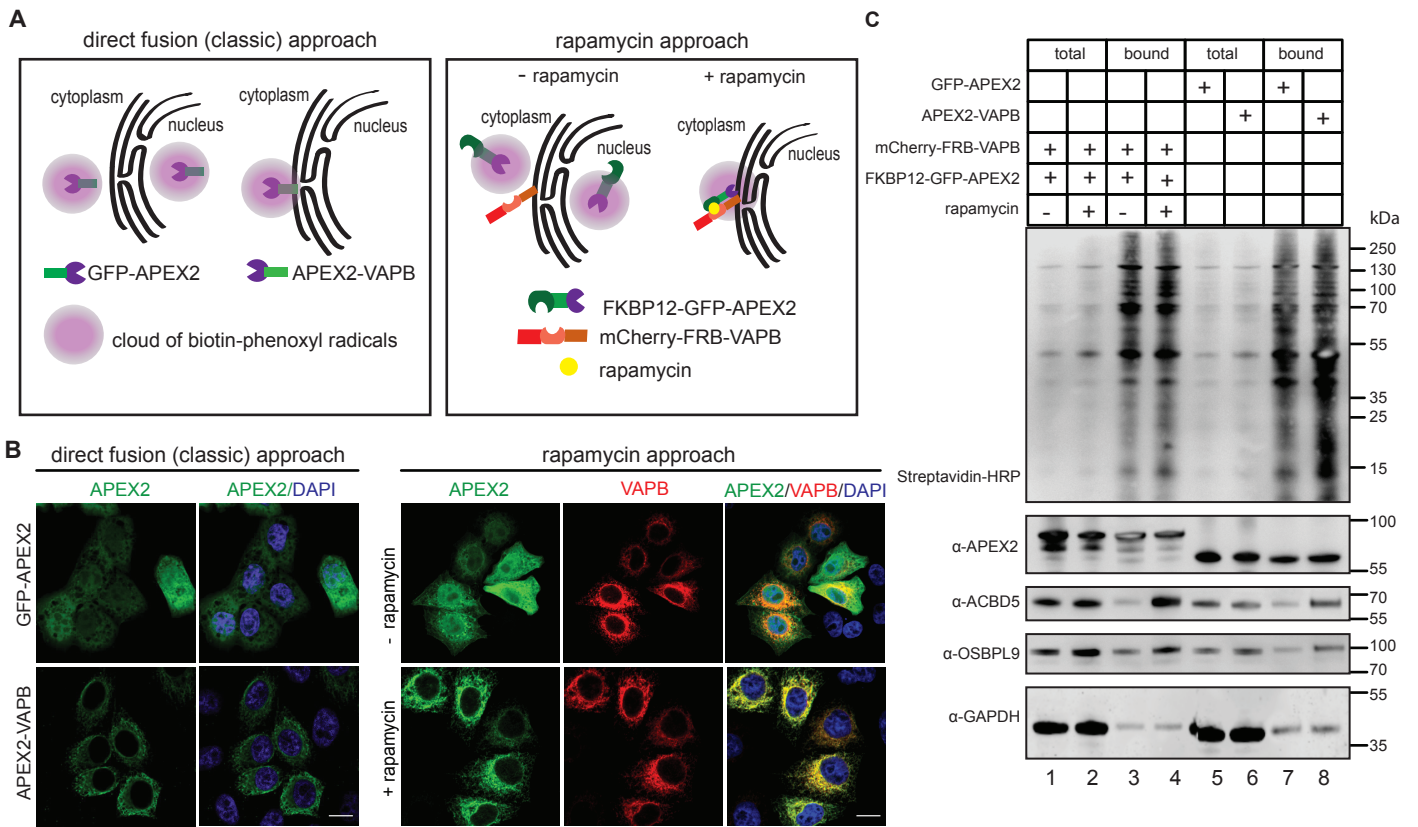 A
direct fusion (classic) approach
cytoplasm
nucleus
cytoplasm
nucleus
GFP-APEX2
APEX2-VAPB
cloud of biotin-phenoxyl radicals
rapamycin approach
- rapamycin
+ rapamycin
cytoplasm
nucleus
cytoplasm
nucleus
FKBP12-GFP-APEX2
mCherry-FRB-VAPB
rapamycin
B
direct fusion (classic) approach
APEX2
APEX2/DAPI
GFP-APEX2
APEX2-VAPB
rapamycin approach
APEX2
VAPB
APEX2/VAPB/DAPI
- rapamycin
+ rapamycin
C
total bound total bound
GFP-APEX2 + +
APEX2-VAPB + +
mCherry-FRB-VAPB + + + +
FKBP12-GFP-APEX2 + + + +
rapamycin - + - +
kDa
250
130
100
70
55
35
25
15
Streptavidin-HRP
α-APEX2
100
55
α-ACBD5
70
55
α-OSBPL9
100
70
α-GAPDH
55
35
1 2 3 4 5 6 7 8